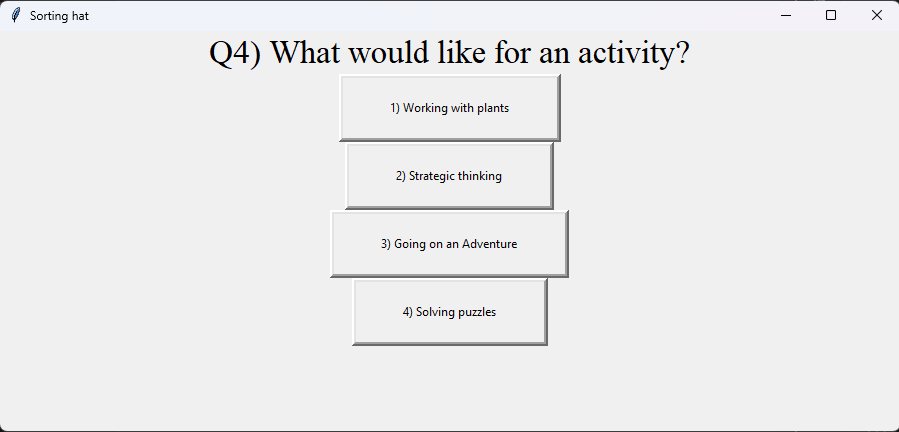 Sorting hat
Q4) What would like for an activity?
1) Working with plants
2) Strategic thinking
3) Going on an Adventure
4) Solving puzzles